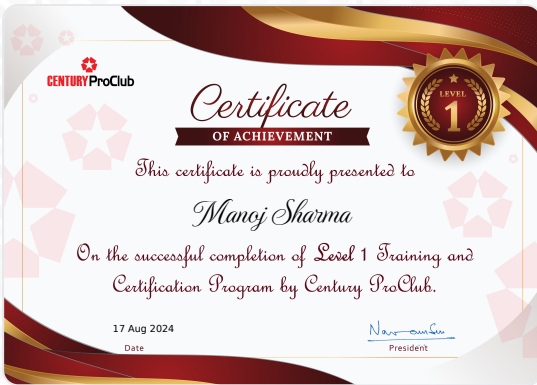 CENTURY ProClub
LEVEL
1
Certificate
OF ACHIEVEMENT
This certificate is proudly presented to
Manoj Sharma
On the successful completion of Level 1 Training and
Certification Program by Century ProClub.
17 Aug 2024
Date
President